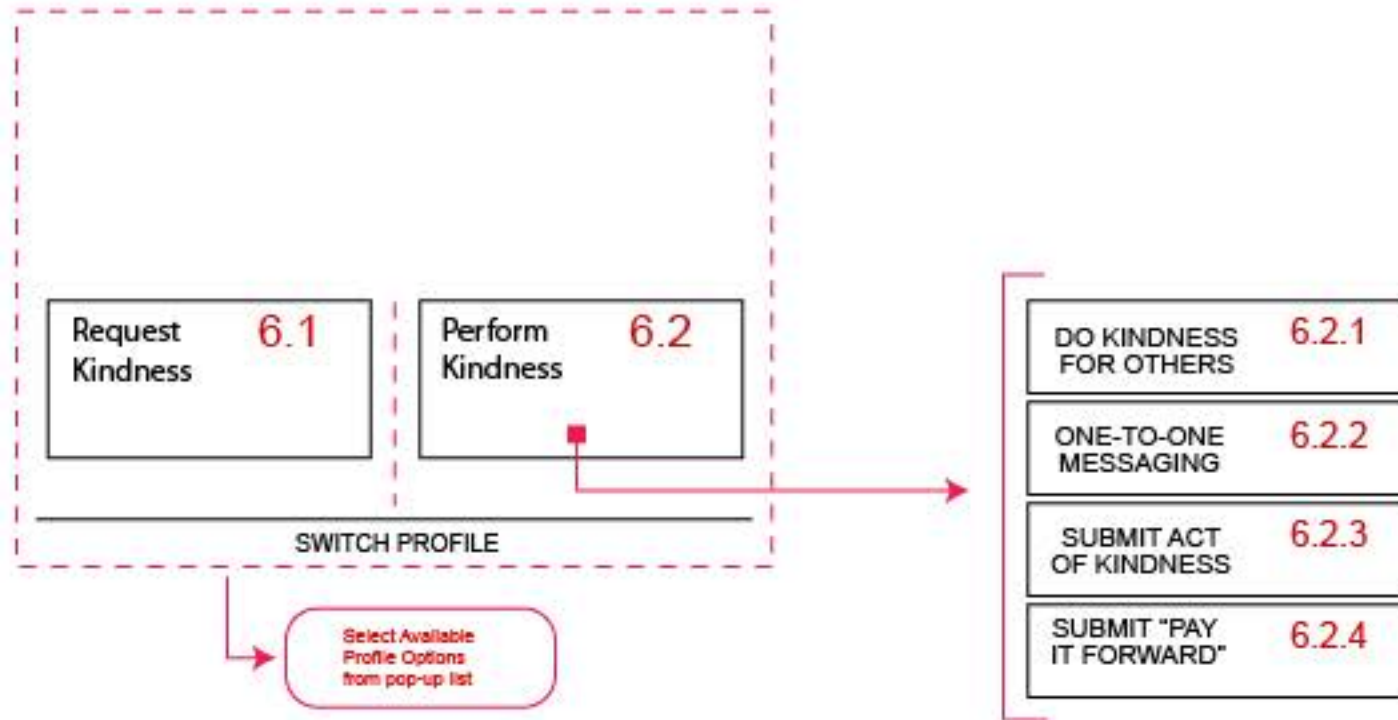 Request 6.1
Kindness
Perform 6.2
Kindness
SWITCH PROFILE
Select Available
Profile Options
from pop-up list
DO KINDNESS 6.2.1
FOR OTHERS
ONE-TO-ONE 6.2.2
MESSAGING
SUBMIT ACT 6.2.3
OF KINDNESS
SUBMIT "PAY 6.2.4
IT FORWARD"